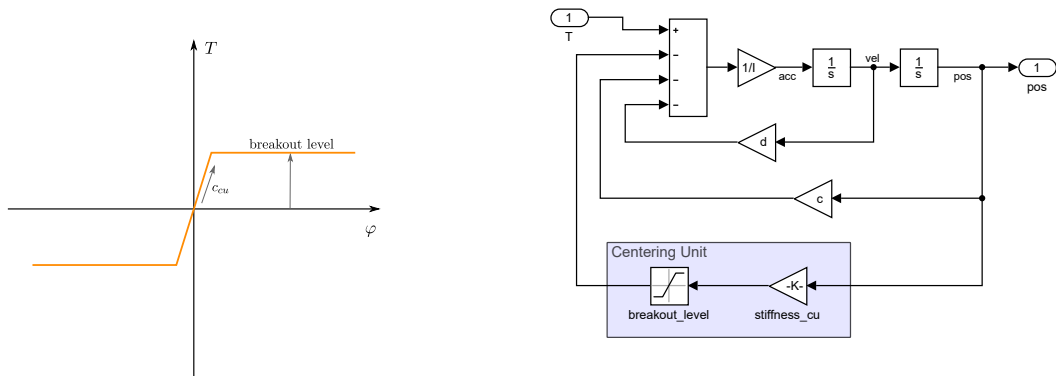 T
breakout level
c_cu
φ
1
T
+
−
−
−
1/I
acc
1
s
vel
1
s
pos
1
pos
d
c
Centering Unit
-K-
breakout_level
stiffness_cu